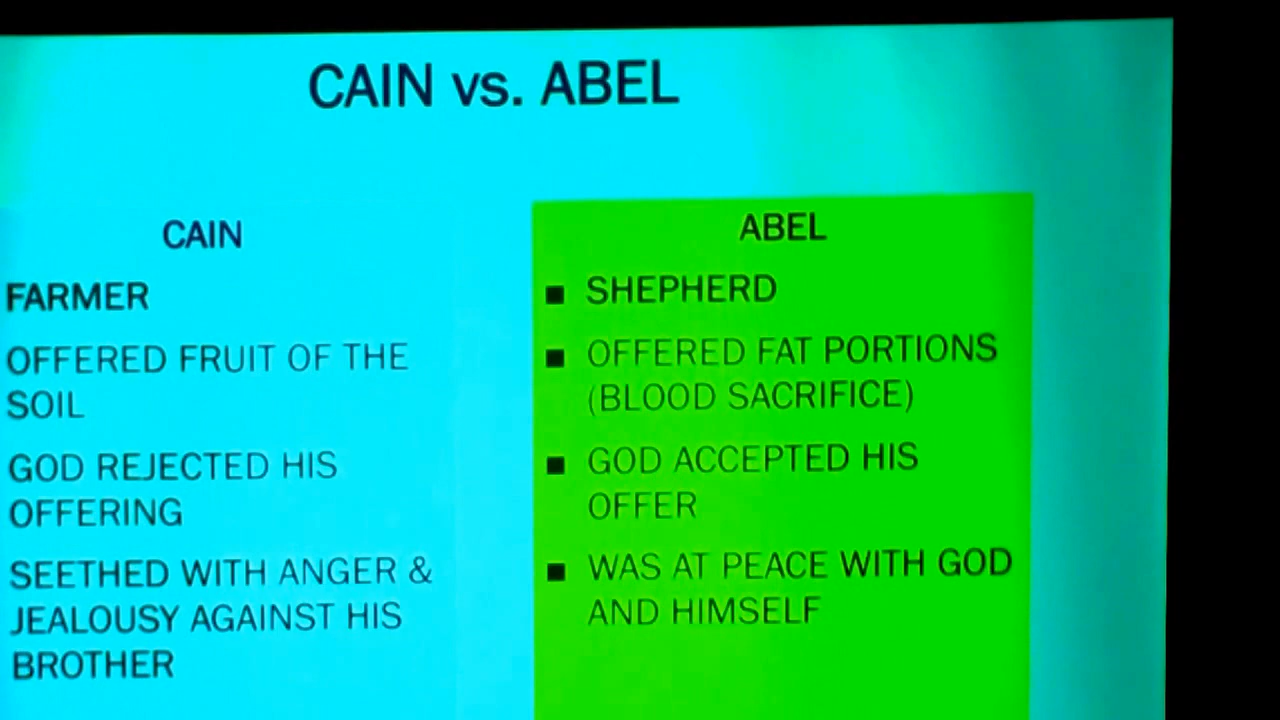 CAIN vs. ABEL
CAIN
FARMER
OFFERED FRUIT OF THE
SOIL
GOD REJECTED HIS
OFFERING
SEETHED WITH ANGER &
JEALOUSY AGAINST HIS
BROTHER
ABEL
■ SHEPHERD
■ OFFERED FAT PORTIONS
(BLOOD SACRIFICE)
■ GOD ACCEPTED HIS
OFFER
■ WAS AT PEACE WITH GOD
AND HIMSELF